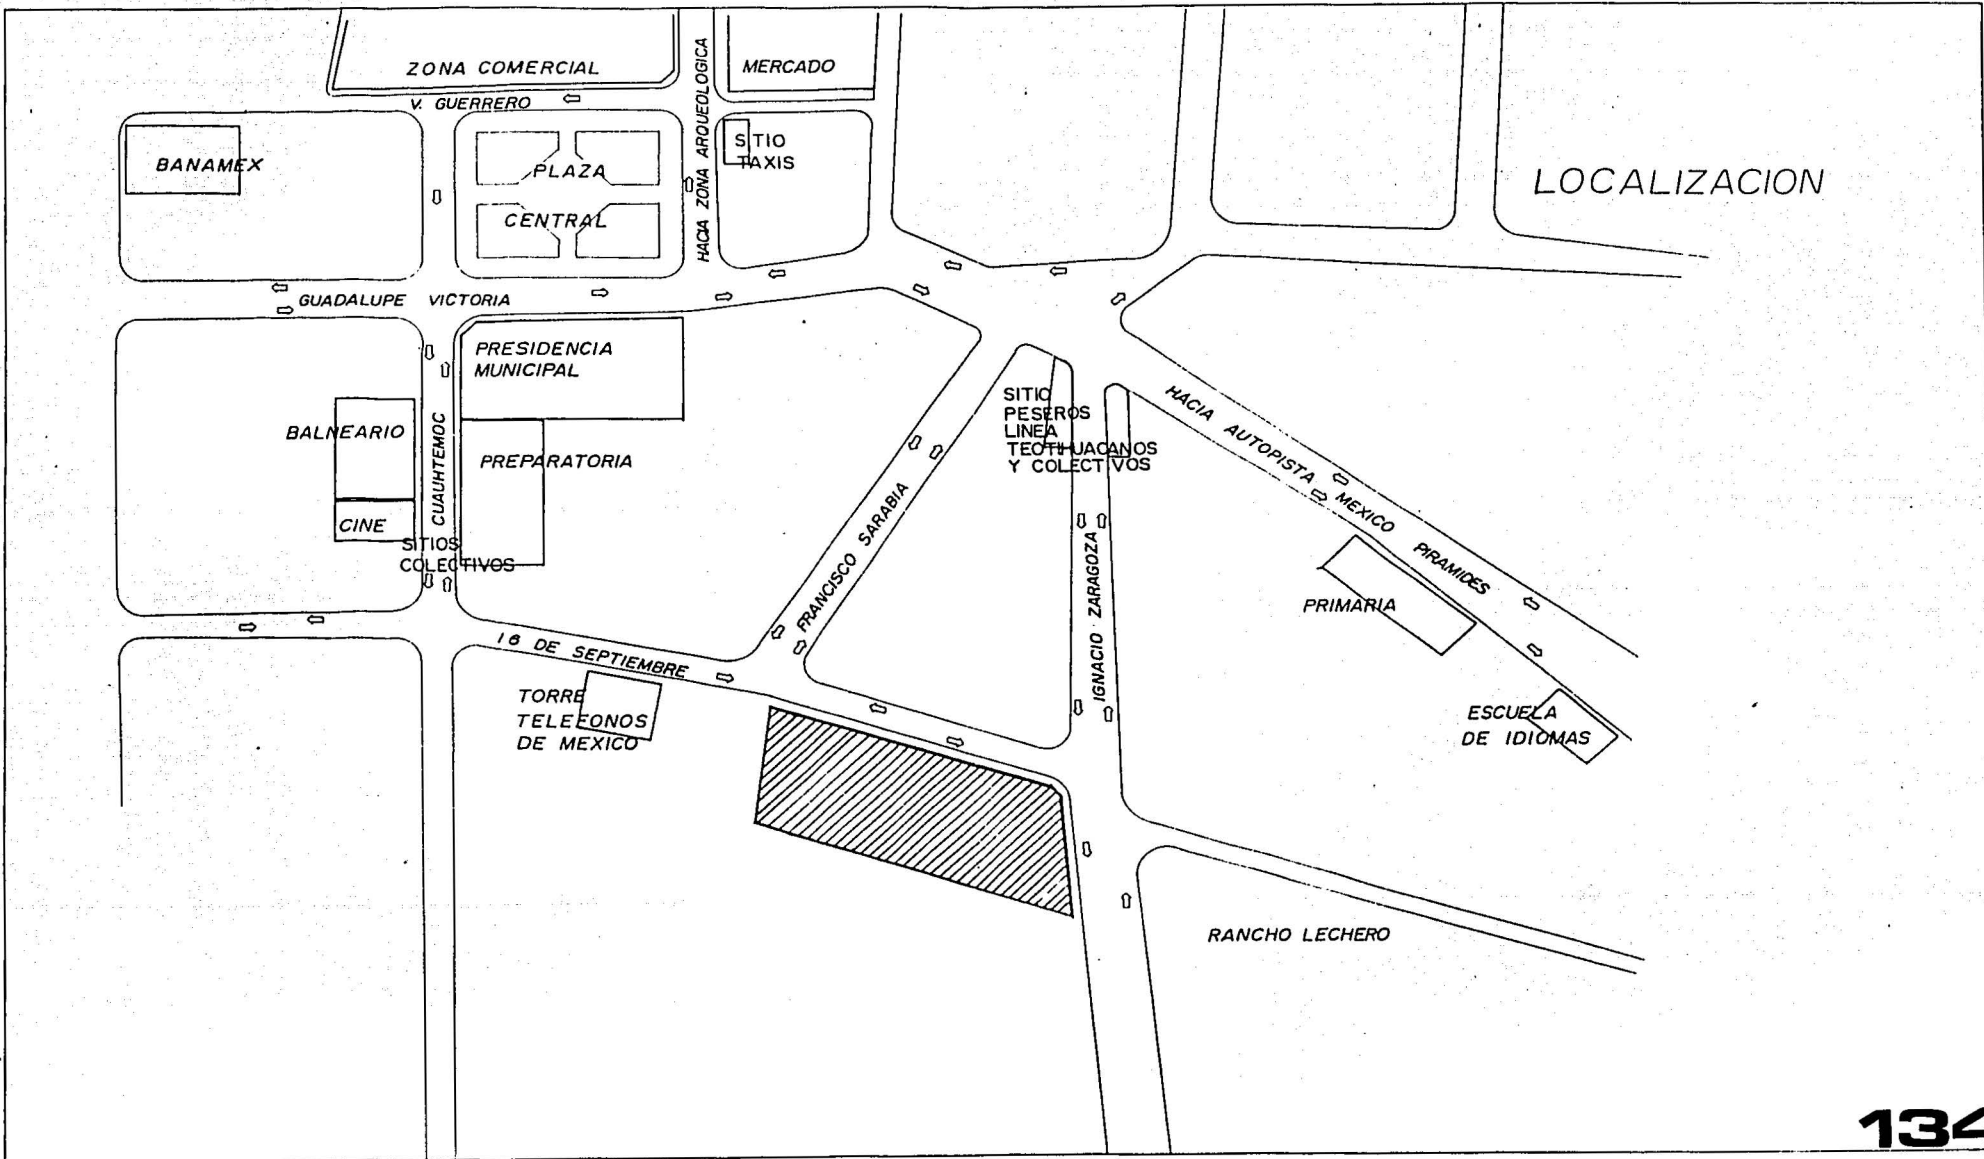 ZONA COMERCIAL
MERCADO
V. GUERRERO
HACIA ZONA ARQUEOLOGICA
BANAMEX
PLAZA
CENTRAL
SITIO
TAXIS
LOCALIZACION
GUADALUPE VICTORIA
PRESIDENCIA
MUNICIPAL
BALNEARIO
CUAUHTEMOC
PREPARATORIA
CINE
SITIOS
COLECTIVOS
SITIO
PESEROS
LINEA
TEOTIHUACANOS
Y COLECTIVOS
HACIA AUTOPISTA MEXICO PIRAMIDES
FRANCISCO SARABIA
IGNACIO ZARAGOZA
PRIMARIA
16 DE SEPTIEMBRE
TORRE
TELEFONOS
DE MEXICO
ESCUELA
DE IDIOMAS
RANCHO LECHERO
134